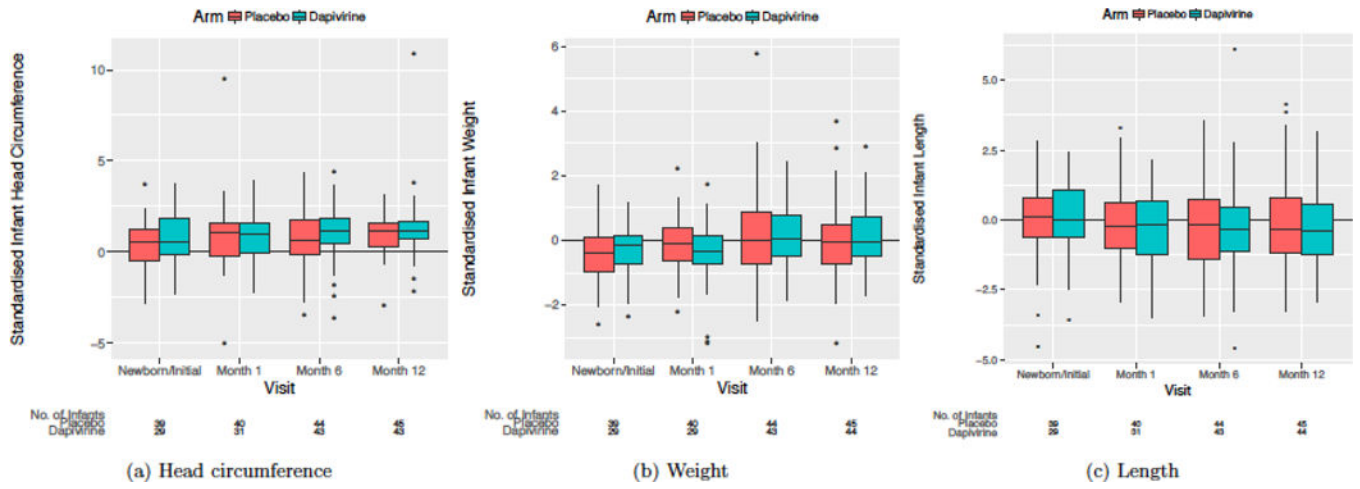 Arm Placebo Dapivirine
Standardised Infant Head Circumference
10
5
0
−5
Newborn/Initial Month 1 Month 6 Month 12
Visit
No. of Infants
Placebo
Dapivirine
(a) Head circumference
Arm Placebo Dapivirine
Standardised Infant Weight
6
4
2
0
−2
Newborn/Initial Month 1 Month 6 Month 12
Visit
No. of Infants
Placebo
Dapivirine
(b) Weight
Arm Placebo Dapivirine
Standardised Infant Length
5.0
2.5
0.0
−2.5
−5.0
Newborn/Initial Month 1 Month 6 Month 12
Visit
No. of Infants
Placebo
Dapivirine
(c) Length